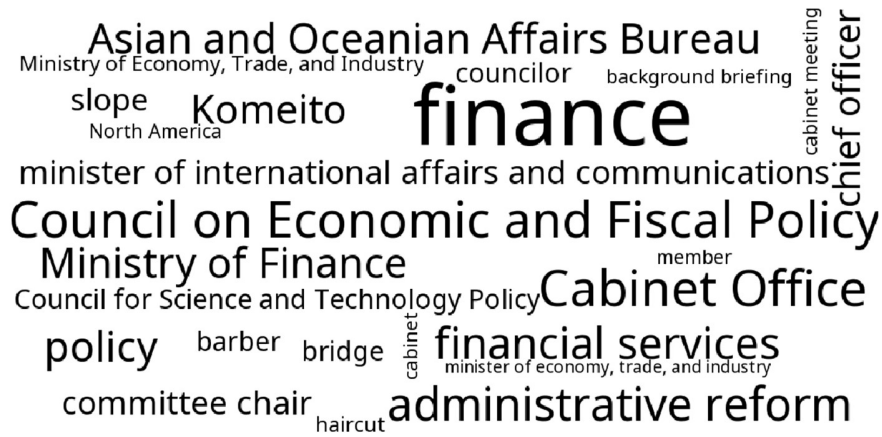 Asian and Oceanian Affairs Bureau
Ministry of Economy, Trade, and Industry
councilor
background briefing
cabinet meeting
chief officer
slope
Komeito
finance
North America
minister of international affairs and communications
Council on Economic and Fiscal Policy
Ministry of Finance
member
Council for Science and Technology Policy
Cabinet Office
policy
barber
bridge
cabinet
financial services
minister of economy, trade, and industry
committee chair
haircut
administrative reform